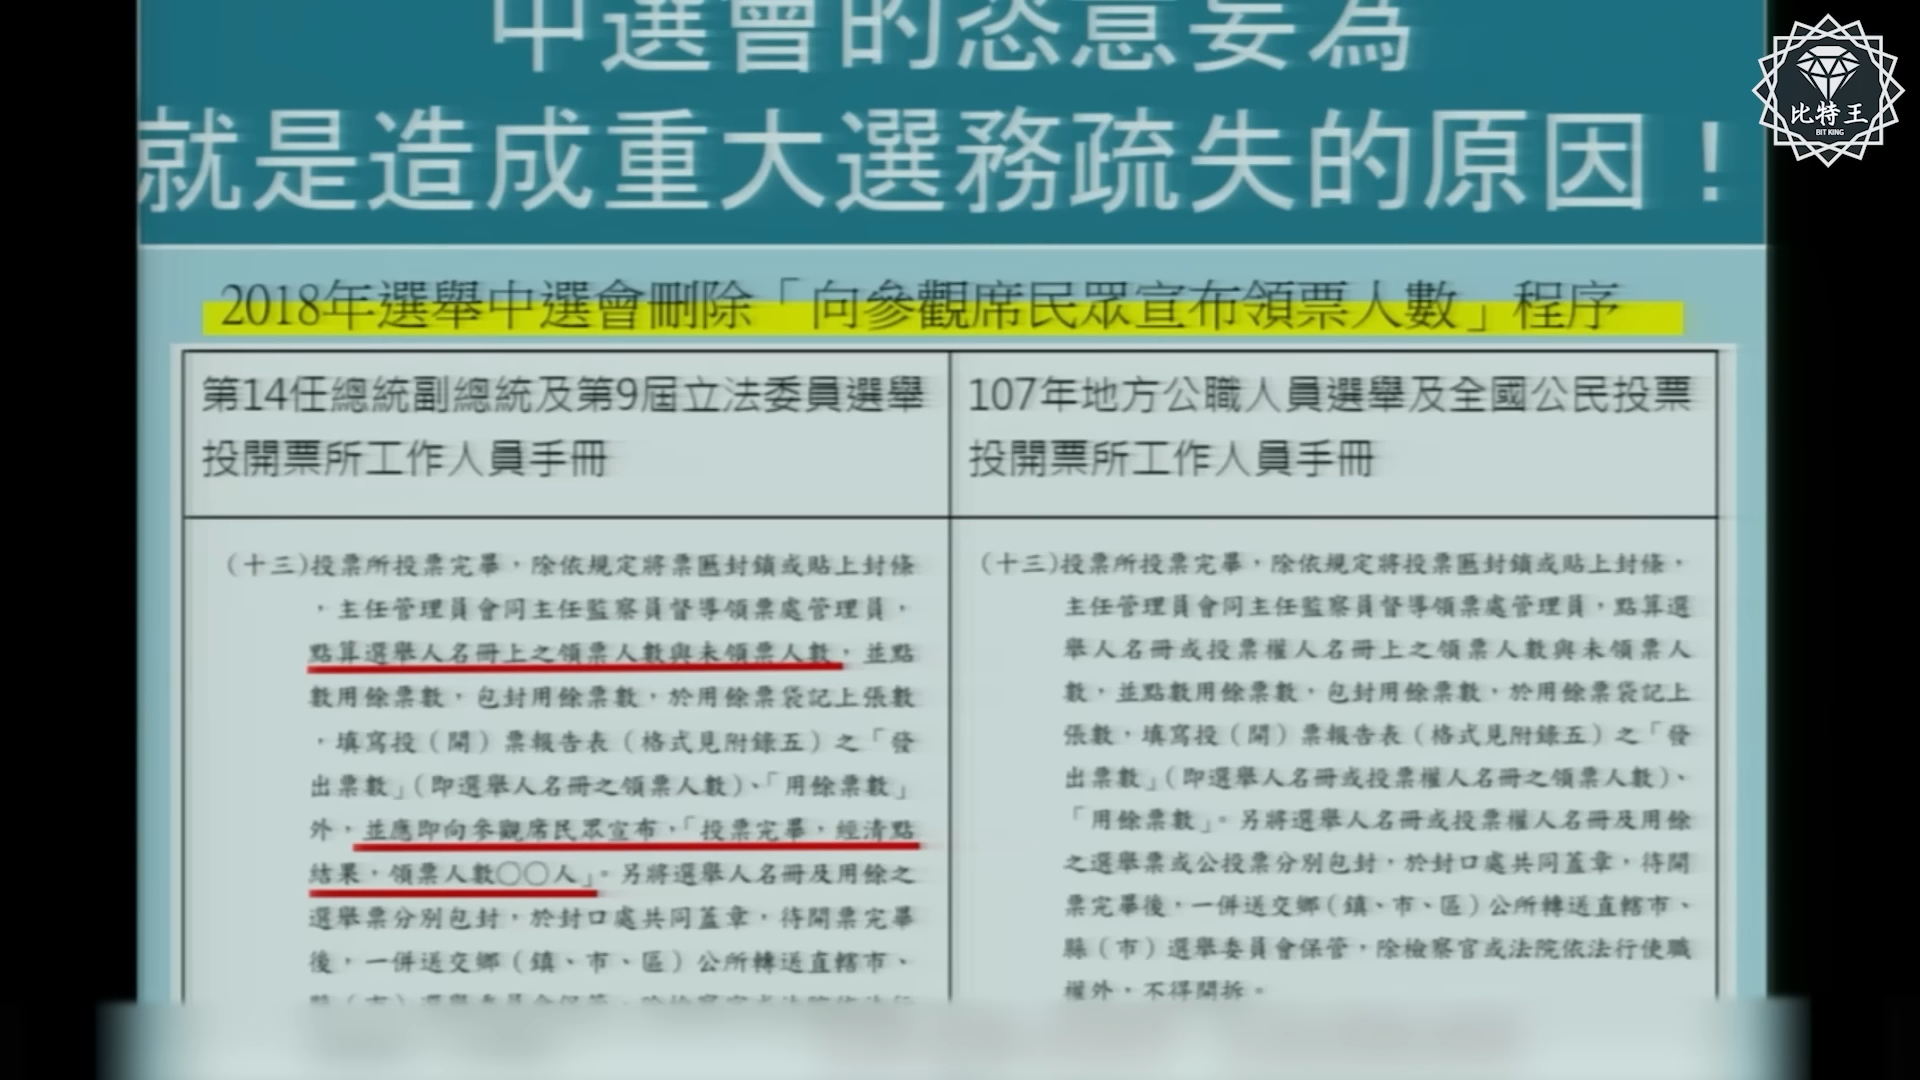 中選會的恣意妄為
就是造成重大選務疏失的原因！
比特王
BIT KING
2018年選舉中選會刪除「向參觀席民眾宣布領票人數」程序
第14任總統副總統及第9屆立法委員選舉
投開票所工作人員手冊
（十三）投票所投票完畢，除依規定將票匭封鎖或貼上封條
，主任管理員會同主任監察員督導領票處管理員，
點算選舉人名冊上之領票人數與未領票人數，並點
數用餘票數，包封用餘票數，於用餘票袋記上張數
，填寫投（開）票報告表（格式見附錄五）之「發
出票數」（即選舉人名冊之領票人數）、「用餘票數」
外，並應即向參觀席民眾宣布，「投票完畢，經清點
結果，領票人數○○人」。另將選舉人名冊及用餘之
選舉票分別包封，於封口處共同蓋章，待開票完畢
後，一併送交鄉（鎮、市、區）公所轉送直轄市、
107年地方公職人員選舉及全國公民投票
投開票所工作人員手冊
（十三）投票所投票完畢，除依規定將投票匭封鎖或貼上封條，
主任管理員會同主任監察員督導領票處管理員，點算選
舉人名冊或投票權人名冊上之領票人數與未領票人
數，並點數用餘票數，包封用餘票數，於用餘票袋記上
張數，填寫投（開）票報告表（格式見附錄五）之「發
出票數」（即選舉人名冊或投票權人名冊之領票人數）、
「用餘票數」。另將選舉人名冊或投票權人名冊及用餘
之選舉票或公投票分別包封，於封口處共同蓋章，待開
票完畢後，一併送交鄉（鎮、市、區）公所轉送直轄市、
縣（市）選舉委員會保管，除檢察官或法院依法行使職
權外，不得開拆。